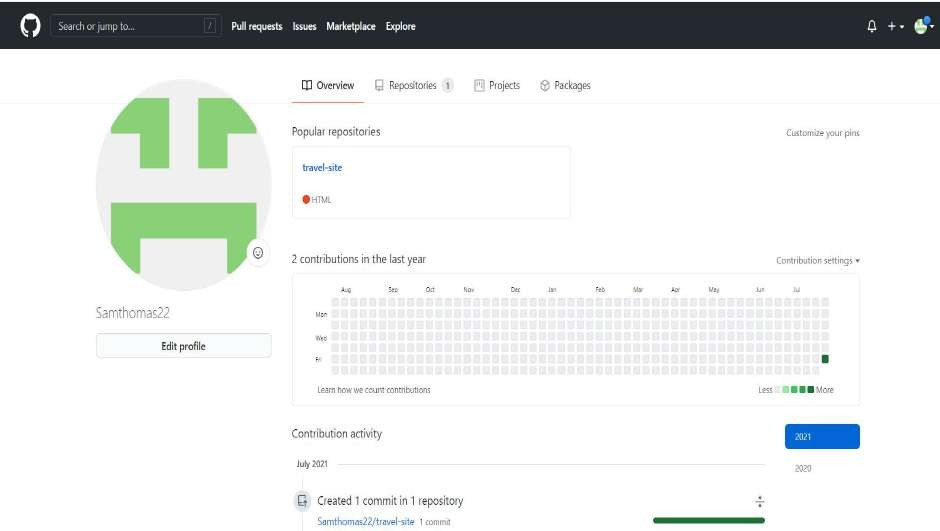 Search or jump to... / Pull requests Issues Marketplace Explore
Overview Repositories 1 Projects Packages
Popular repositories Customize your pins
travel-site
HTML
2 contributions in the last year Contribution settings
Aug Sep Oct Nov Dec Jan Feb Mar Apr May Jun Jul
Mon
Wed
Fri
Learn how we count contributions Less More
Samthomas22
Edit profile
Contribution activity 2021
July 2021 2020
Created 1 commit in 1 repository
Samthomas22/travel-site 1 commit